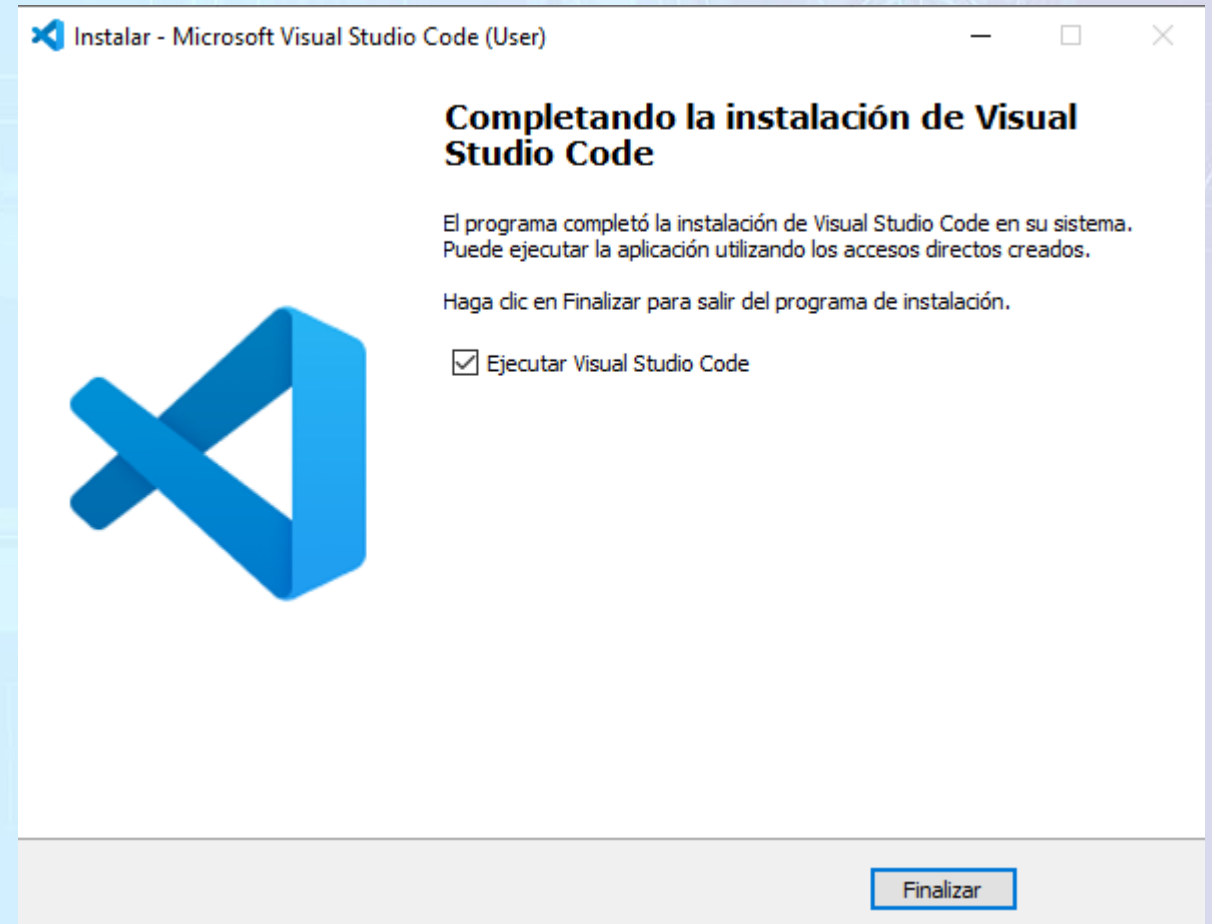 Instalar - Microsoft Visual Studio Code (User)
Completando la instalación de Visual
Studio Code
El programa completó la instalación de Visual Studio Code en su sistema.
Puede ejecutar la aplicación utilizando los accesos directos creados.
Haga clic en Finalizar para salir del programa de instalación.
Ejecutar Visual Studio Code
Finalizar